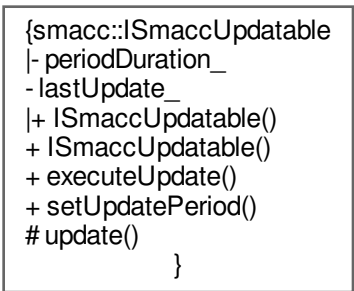 {smacc::ISmaccUpdatable
|- periodDuration_
- lastUpdate_
|+ ISmaccUpdatable()
+ ISmaccUpdatable()
+ executeUpdate()
+ setUpdatePeriod()
# update()
}